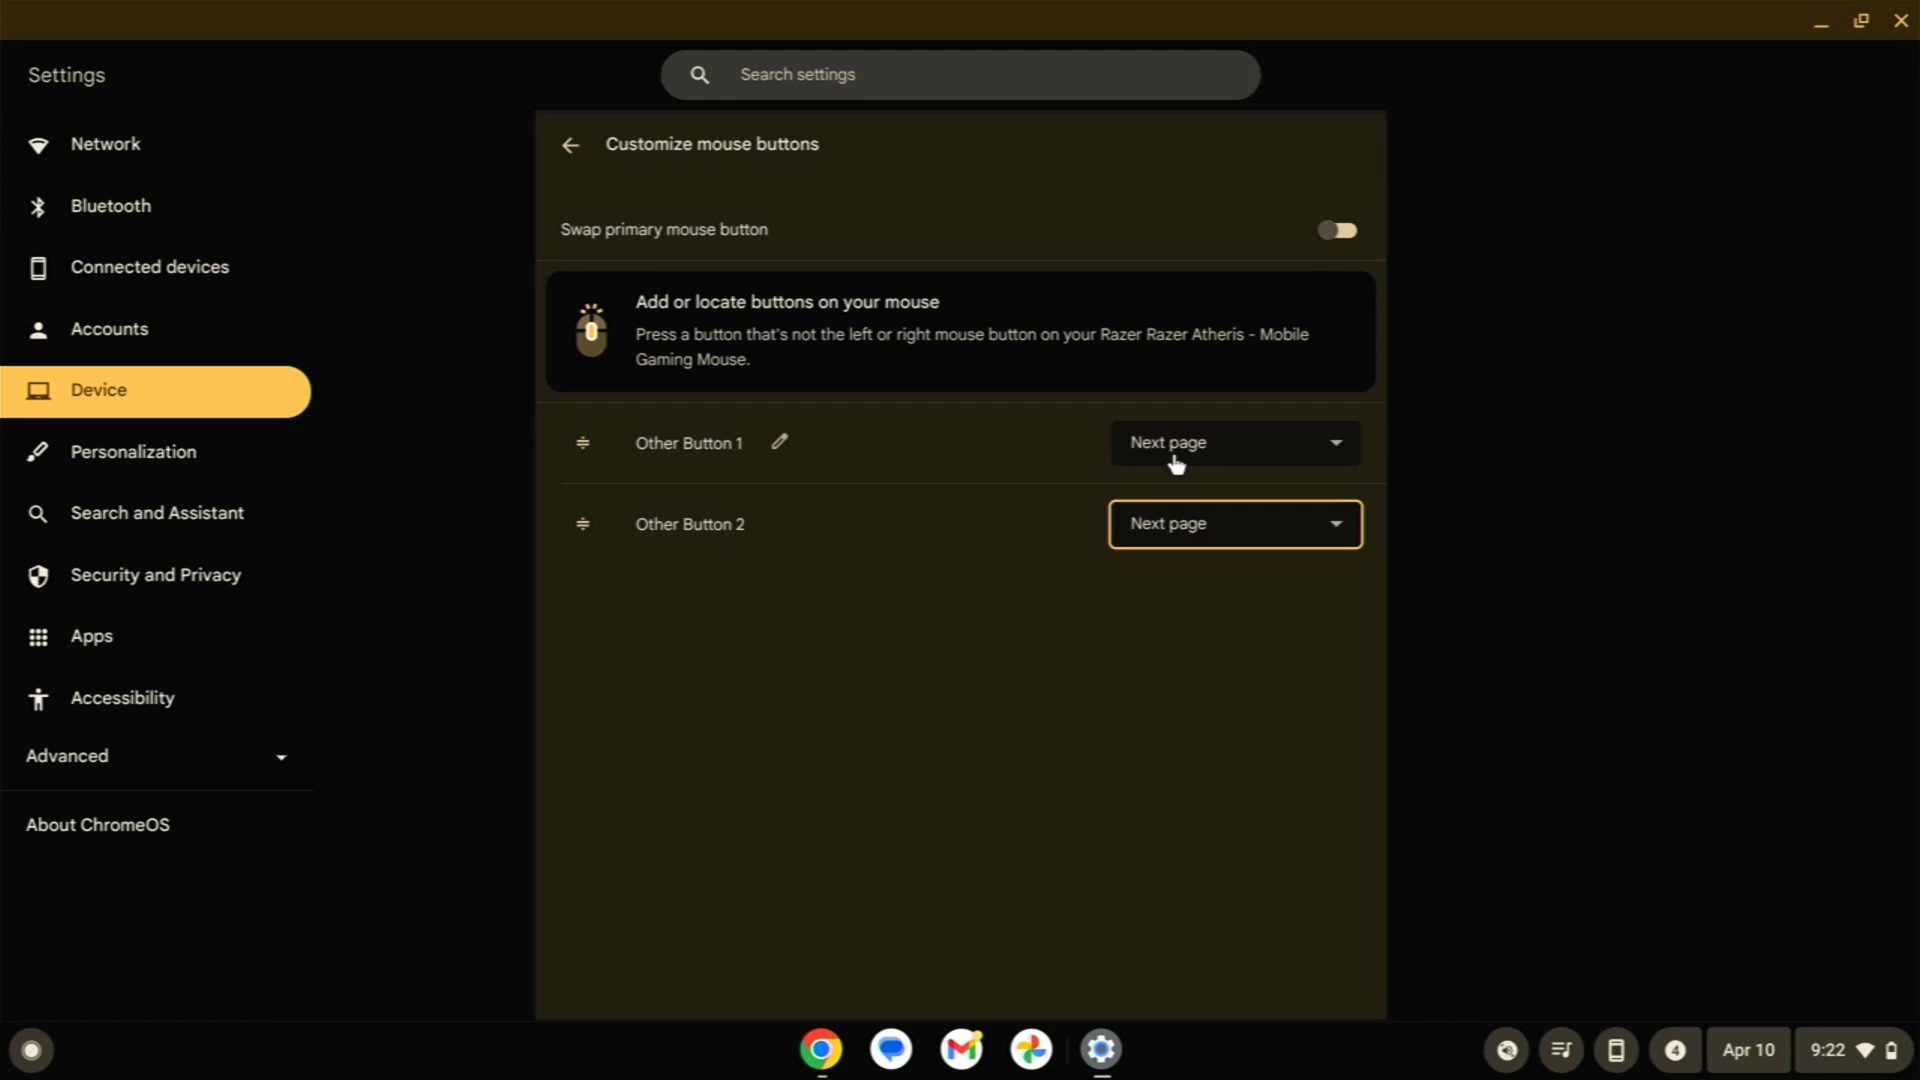 Settings
Search settings
Network
Bluetooth
Connected devices
Accounts
Device
Personalization
Search and Assistant
Security and Privacy
Apps
Accessibility
Advanced
About ChromeOS
Customize mouse buttons
Swap primary mouse button
Add or locate buttons on your mouse
Press a button that's not the left or right mouse button on your Razer Razer Atheris - Mobile
Gaming Mouse.
Other Button 1
Next page
Other Button 2
Next page
4
Apr 10
9:22